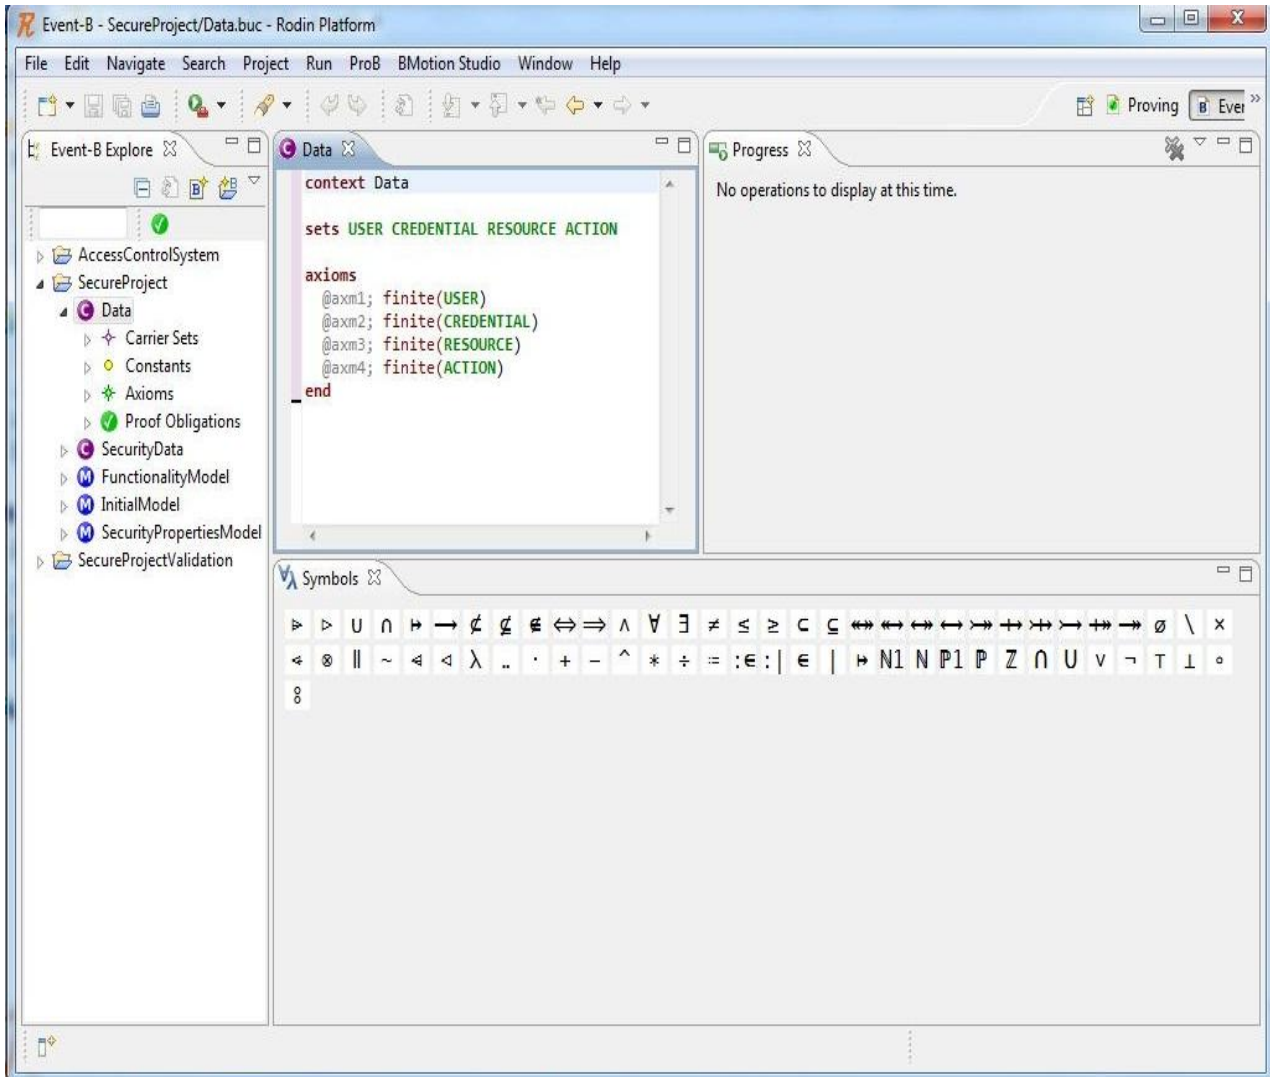 Event-B - SecureProject/Data.buc - Rodin Platform
File Edit Navigate Search Project Run ProB BMotion Studio Window Help
Proving Even
Event-B Explore
AccessControlSystem
SecureProject
Data
Carrier Sets
Constants
Axioms
Proof Obligations
SecurityData
FunctionalityModel
InitialModel
SecurityPropertiesModel
SecureProjectValidation
Data
context Data
sets USER CREDENTIAL RESOURCE ACTION
axioms
@axm1; finite(USER)
@axm2; finite(CREDENTIAL)
@axm3; finite(RESOURCE)
@axm4; finite(ACTION)
end
Progress
No operations to display at this time.
Symbols
⩥ ▷ ∪ ∩ ↦ → ⊄ ⊈ ∉ ⇔ ⇒ ∧ ∀ ∃ ≠ ≤ ≥ ⊂ ⊆ ↔ ⤔ ⇸ ⤀ ↣ ↠ ⤖ ∅ \ ×
⊗ ∥ ∼ ⩤ ◁ λ ‥ · + − ^ ∗ ÷ ≔ :∈ :∣ ∈ ∣ ↦ ℕ1 ℕ ℙ1 ℙ ℤ ⋂ ⋃ ∨ ¬ ⊤ ⊥ ∘